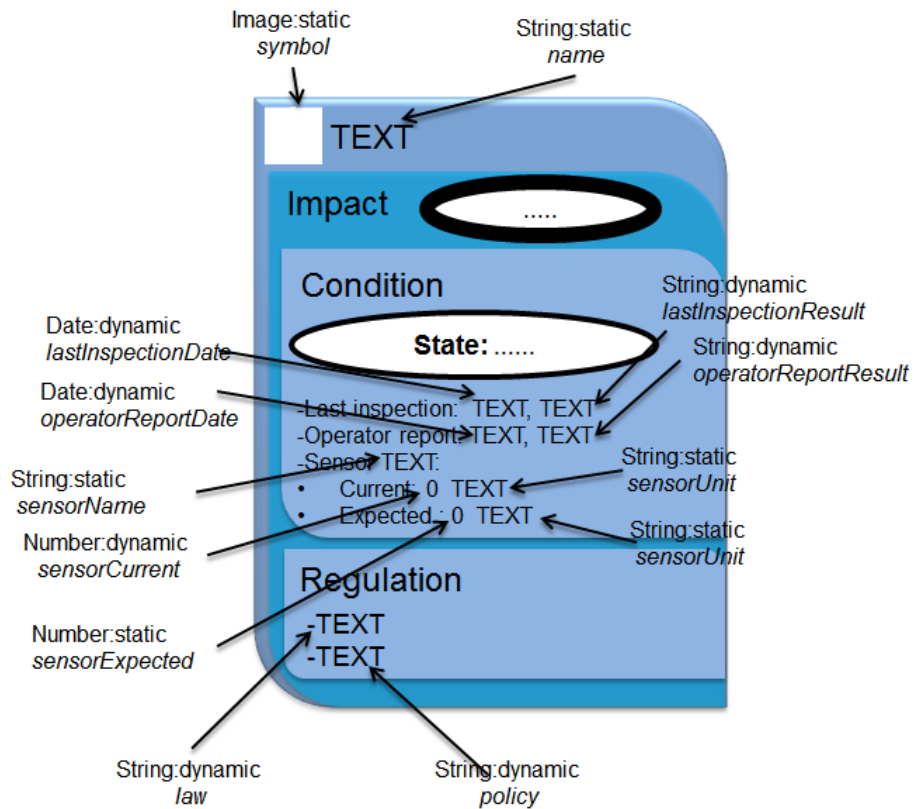 Image:static
symbol
String:static
name
TEXT
Impact
.....
Condition
String:dynamic
lastInspectionResult
Date:dynamic
lastInspectionDate
State: ......
String:dynamic
operatorReportResult
Date:dynamic
operatorReportDate
-Last inspection: TEXT, TEXT
-Operator report: TEXT, TEXT
-Sensor TEXT:
String:static
sensorName
• Current: 0 TEXT
String:static
sensorUnit
• Expected : 0 TEXT
String:static
sensorUnit
Number:dynamic
sensorCurrent
Regulation
-TEXT
-TEXT
Number:static
sensorExpected
String:dynamic
law
String:dynamic
policy